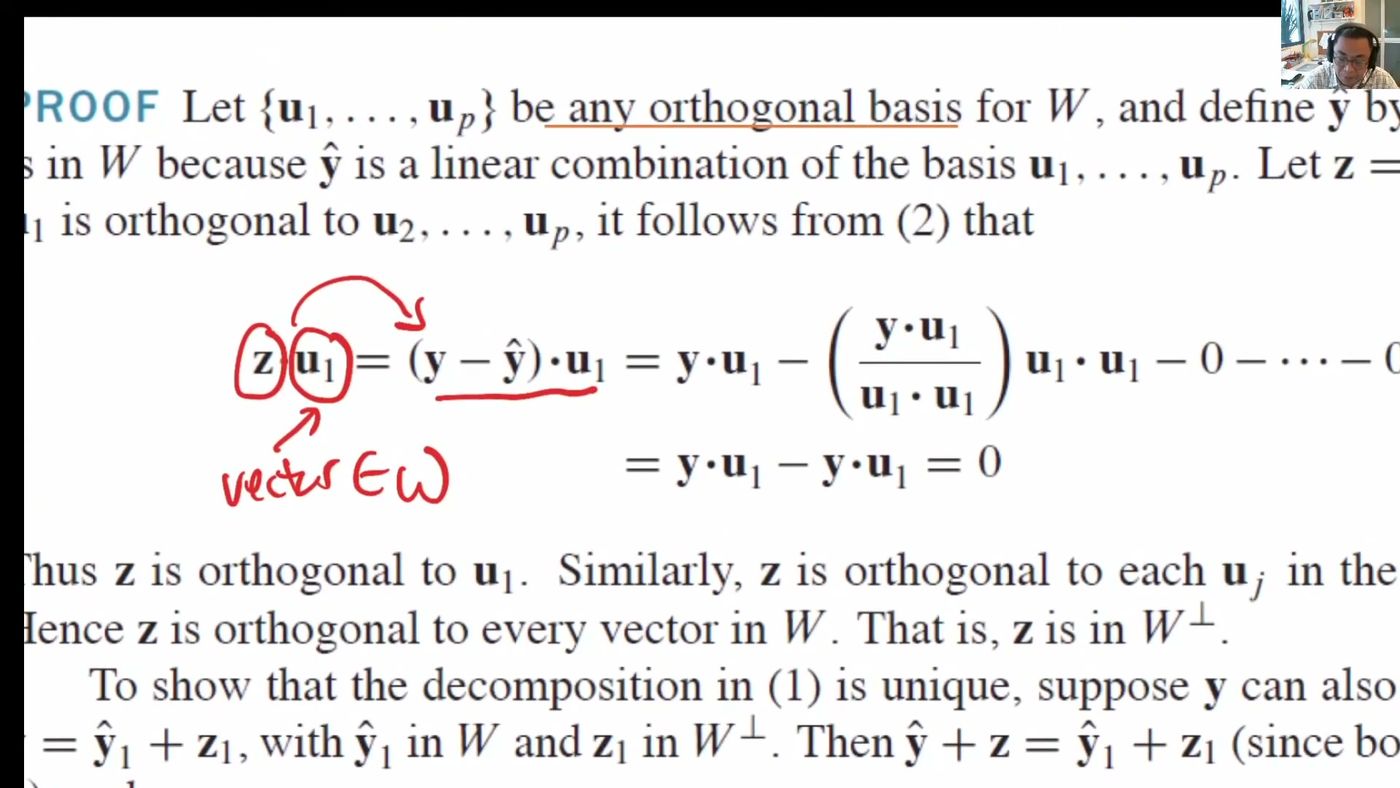 PROOF Let {u₁, . . . , uₚ} be any orthogonal basis for W, and define ŷ by
s in W because ŷ is a linear combination of the basis u₁, . . . , uₚ. Let z =
₁ is orthogonal to u₂, . . . , uₚ, it follows from (2) that
z·u₁ = (y − ŷ)·u₁ = y·u₁ − (y·u₁ / u₁·u₁) u₁·u₁ − 0 − ··· − 0
vectors ∈ W
= y·u₁ − y·u₁ = 0
Thus z is orthogonal to u₁. Similarly, z is orthogonal to each uⱼ in the
Hence z is orthogonal to every vector in W. That is, z is in W⊥.
To show that the decomposition in (1) is unique, suppose y can also
= ŷ₁ + z₁, with ŷ₁ in W and z₁ in W⊥. Then ŷ + z = ŷ₁ + z₁ (since bo